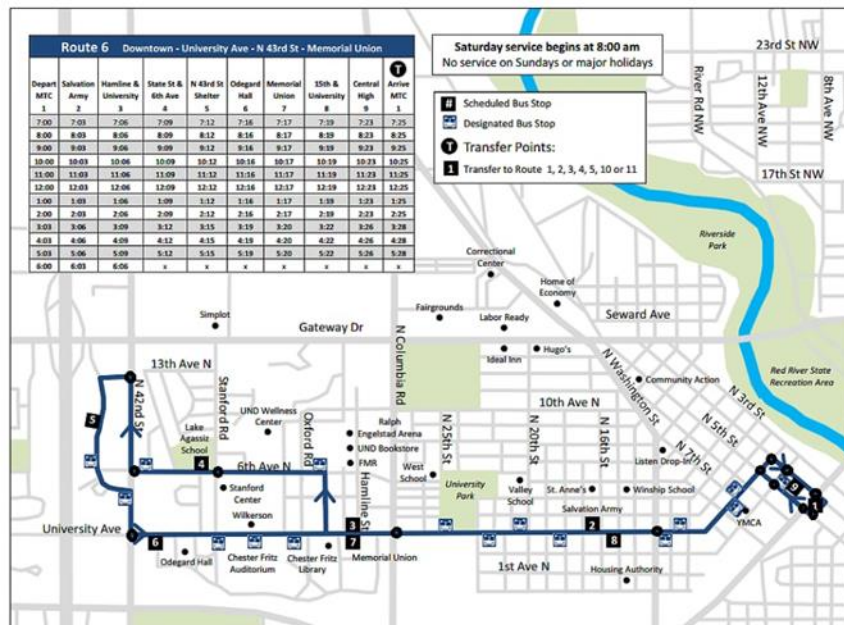 Route 6 Downtown - University Ave - N 43rd St - Memorial Union
T
Depart MTC Salvation Army Hamline & University State St & 6th Ave N 43rd St Shelter Odegard Hall Memorial Union 15th & University Central High Arrive MTC
1 2 3 4 5 6 7 8 9 1
7:00 7:03 7:06 7:09 7:12 7:16 7:17 7:19 7:23 7:25
8:00 8:03 8:06 8:09 8:12 8:16 8:17 8:19 8:23 8:25
9:00 9:03 9:06 9:09 9:12 9:16 9:17 9:19 9:23 9:25
10:00 10:03 10:06 10:09 10:12 10:16 10:17 10:19 10:23 10:25
11:00 11:03 11:06 11:09 11:12 11:16 11:17 11:19 11:23 11:25
12:00 12:03 12:06 12:09 12:12 12:16 12:17 12:19 12:23 12:25
1:00 1:03 1:06 1:09 1:12 1:16 1:17 1:19 1:23 1:25
2:00 2:03 2:06 2:09 2:12 2:16 2:17 2:19 2:23 2:25
3:03 3:06 3:09 3:12 3:15 3:19 3:20 3:22 3:26 3:28
4:03 4:06 4:09 4:12 4:15 4:19 4:20 4:22 4:26 4:28
5:03 5:06 5:09 5:12 5:15 5:19 5:20 5:22 5:26 5:28
6:00 6:03 6:06 x x x x x x x
Saturday service begins at 8:00 am
No service on Sundays or major holidays
# Scheduled Bus Stop
Designated Bus Stop
T Transfer Points:
1 Transfer to Route 1, 2, 3, 4, 5, 10 or 11
23rd St NW
River Rd NW
12th Ave NW
8th Ave NW
17th St NW
Riverside Park
Correctional Center
Home of Economy
Fairgrounds
Labor Ready
Seward Ave
Simplot
Gateway Dr
N Columbia Rd
Ideal Inn
Hugo's
N Washington St
Red River State Recreation Area
13th Ave N
N 42nd St
Stanford Rd
Community Action
N 3rd St
N 5th St
N 7th St
5
Lake Agassiz School
UND Wellness Center
Oxford Rd
10th Ave N
Ralph Engelstad Arena
UND Bookstore
FMR
N 25th St
N 20th St
N 16th St
Listen Drop-In
4
6th Ave N
Hamline St
West School
University Park
Valley School
St. Anne's
Winship School
Stanford Center
Wilkerson
9
1
YMCA
University Ave
3
Salvation Army
2
6
7
8
Odegard Hall
Chester Fritz Auditorium
Chester Fritz Library
Memorial Union
1st Ave N
Housing Authority